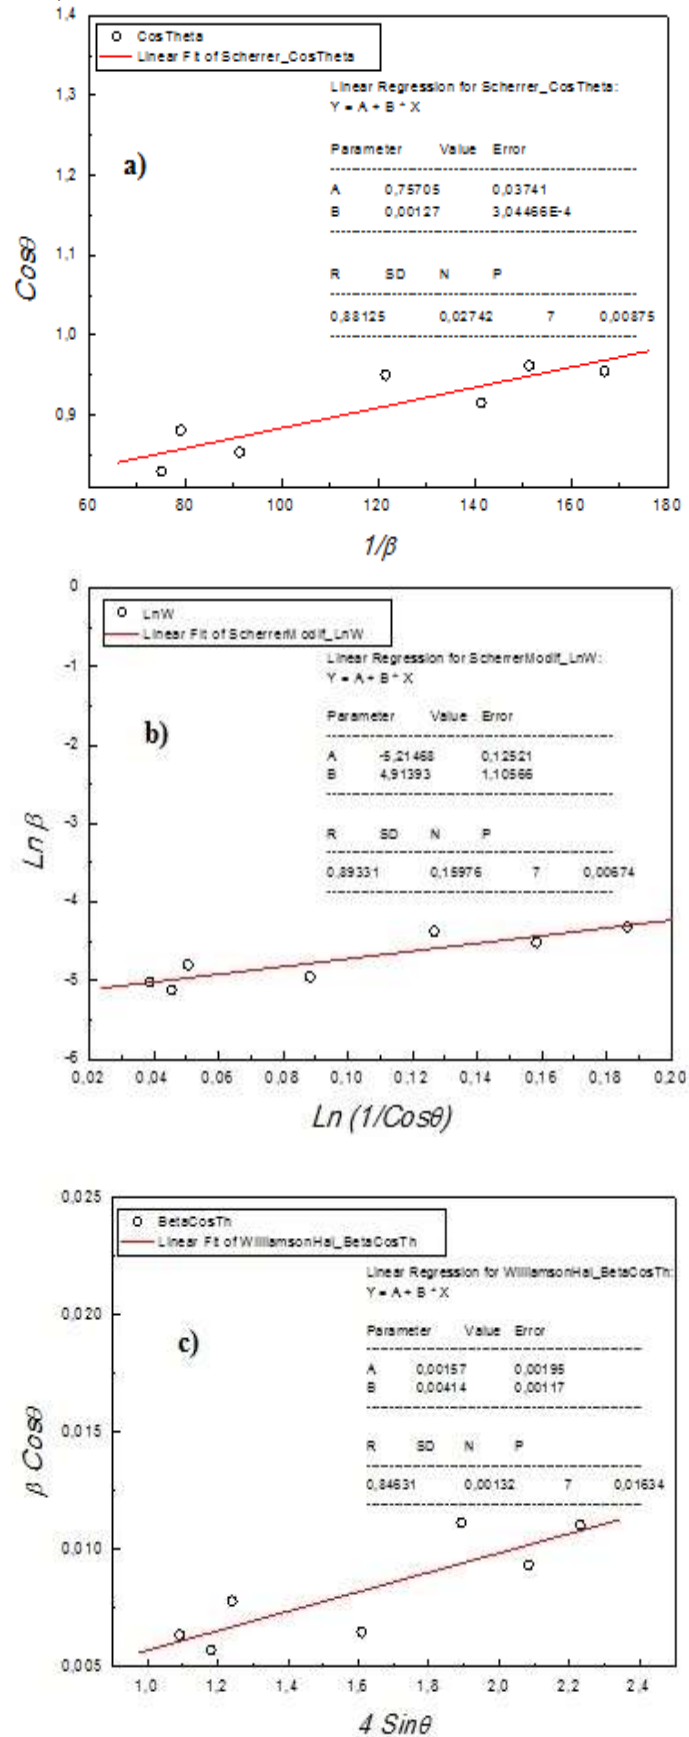 1,4
CosTheta
Linear Fit of Scherrer_CosTheta
1,3
Linear Regression for Scherrer_CosTheta:
Y = A + B * X
a)
Parameter Value Error
1,2
A 0,75705 0,03741
B 0,00127 3,04466E-4
1,1
R SD N P
0,88125 0,02742 7 0,00875
1,0
0,9
Cosθ
60 80 100 120 140 160 180
1/β
0
LnW
Linear Fit of ScherrerModif_LnW
-1
Linear Regression for ScherrerModif_LnW:
Y = A + B * X
b)
Parameter Value Error
-2
A -5,21468 0,12521
B 4,91393 1,10566
-3
R SD N P
0,89331 0,15976 7 0,00674
-4
-5
-6
Ln β
0,02 0,04 0,06 0,08 0,10 0,12 0,14 0,16 0,18 0,20
Ln (1/Cosθ)
0,025
BetaCosTh
Linear Fit of WilliamsonHal_BetaCosTh
Linear Regression for WilliamsonHal_BetaCosTh:
Y = A + B * X
0,020
c)
Parameter Value Error
A 0,00157 0,00195
B 0,00414 0,00117
0,015
R SD N P
0,84631 0,00132 7 0,01634
0,010
0,005
β Cosθ
1,0 1,2 1,4 1,6 1,8 2,0 2,2 2,4
4 Sinθ